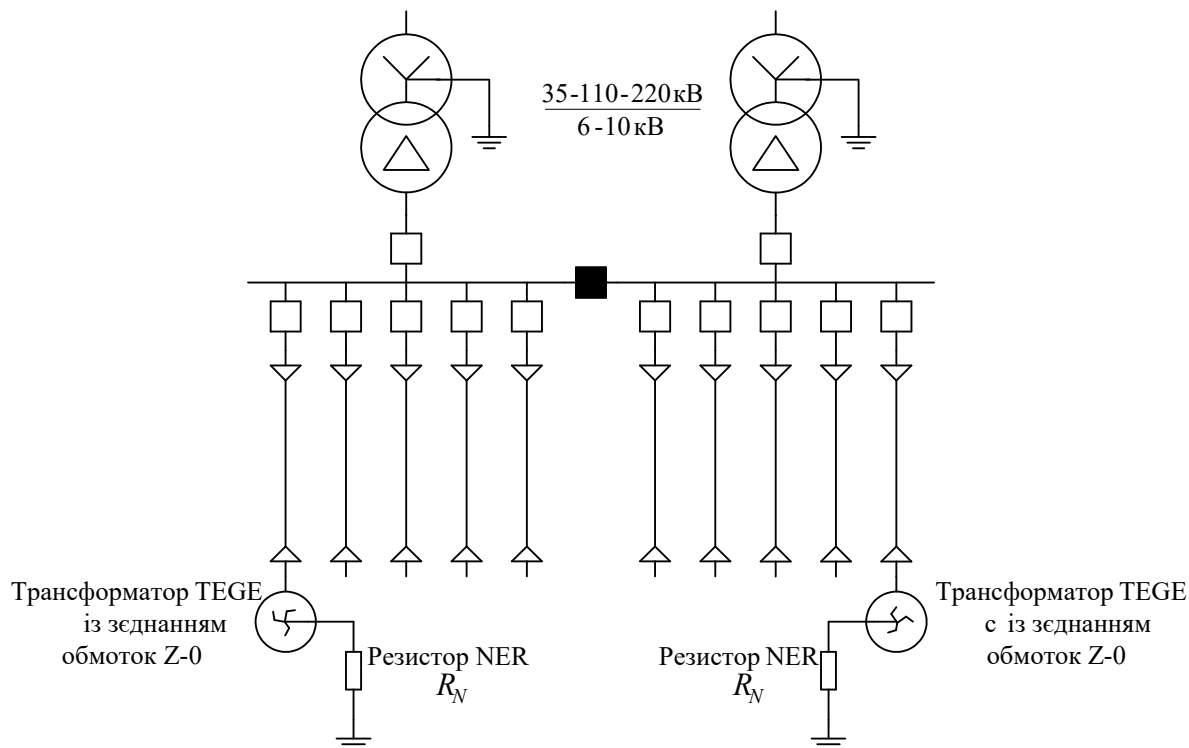 35-110-220кВ
6-10кВ
Трансформатор TEGE
із зєднанням
обмоток Z-0
Резистор NER
R_N
Резистор NER
R_N
Трансформатор TEGE
с із зєднанням
обмоток Z-0